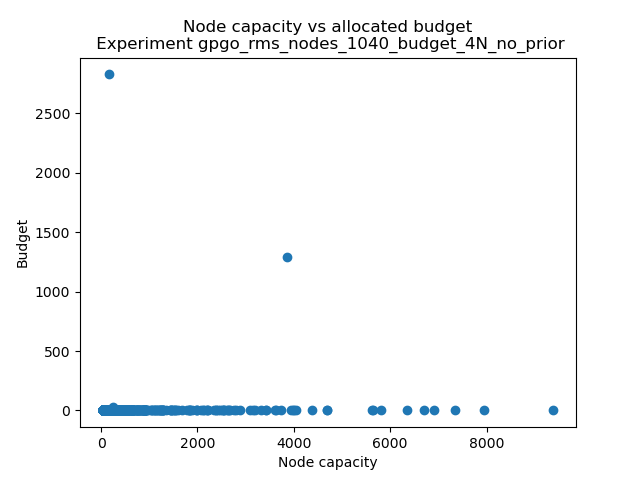 Node capacity vs allocated budget
Experiment gpgo_rms_nodes_1040_budget_4N_no_prior
Budget
2500
2000
1500
1000
500
0
0 2000 4000 6000 8000
Node capacity